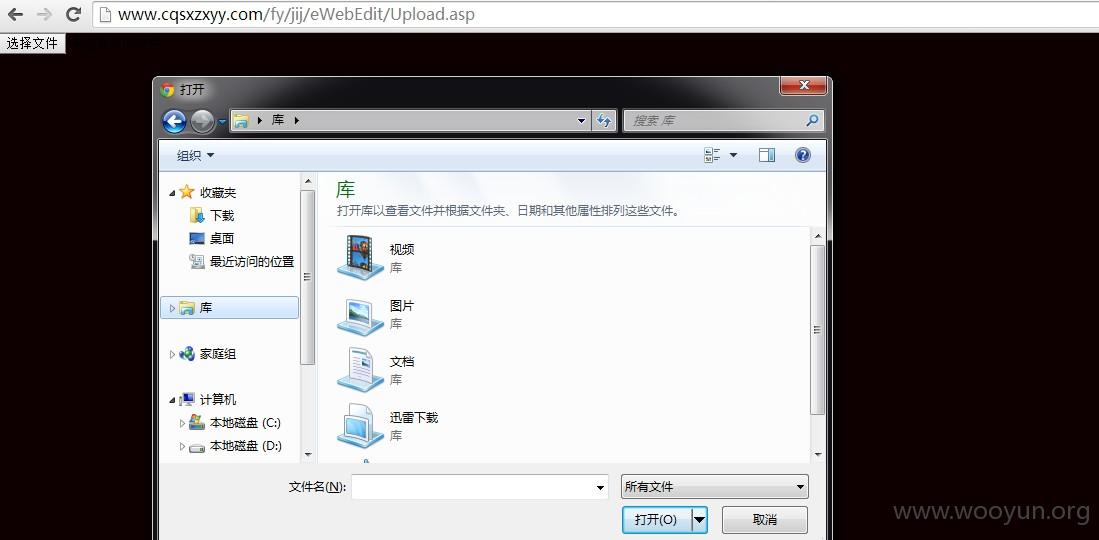 www.cqsxzxyy.com/fy/jij/eWebEdit/Upload.asp
选择文件
打开
库
搜索 库
组织
收藏夹
下载
桌面
最近访问的位置
库
家庭组
计算机
本地磁盘 (C:)
本地磁盘 (D:)
库
打开库以查看文件并根据文件夹、日期和其他属性排列这些文件。
视频
库
图片
库
文档
库
迅雷下载
库
文件名(N):
所有文件
打开(O)
取消
www.wooyun.org